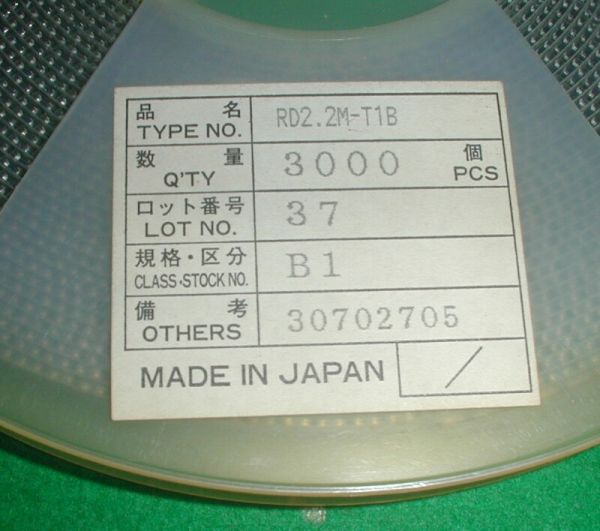 品名 RD2.2M-T1B
TYPE NO.
数量 3000 個
Q'TY PCS
ロット番号 37
LOT NO.
規格・区分 B1
CLASS・STOCK NO.
備考 30702705
OTHERS
MADE IN JAPAN /